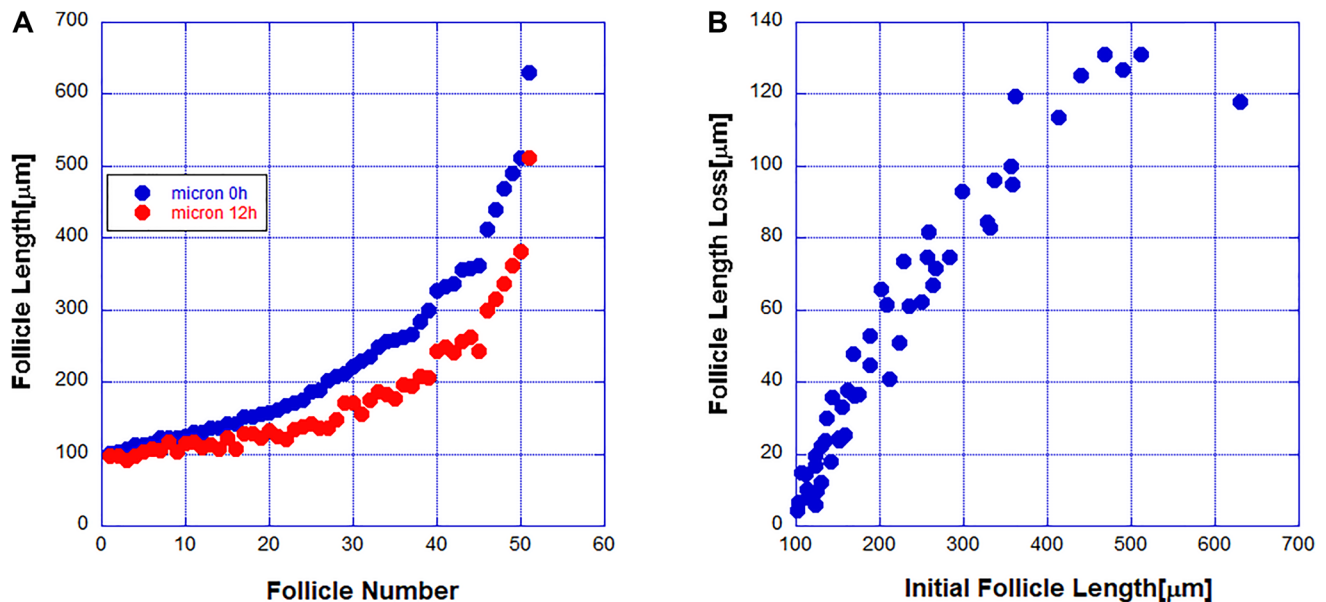 A
700
600
500
400
300
200
100
0
0 10 20 30 40 50 60
Follicle Length[μm]
Follicle Number
micron 0h
micron 12h
B
140
120
100
80
60
40
20
0
100 200 300 400 500 600 700
Follicle Length Loss[μm]
Initial Follicle Length[μm]